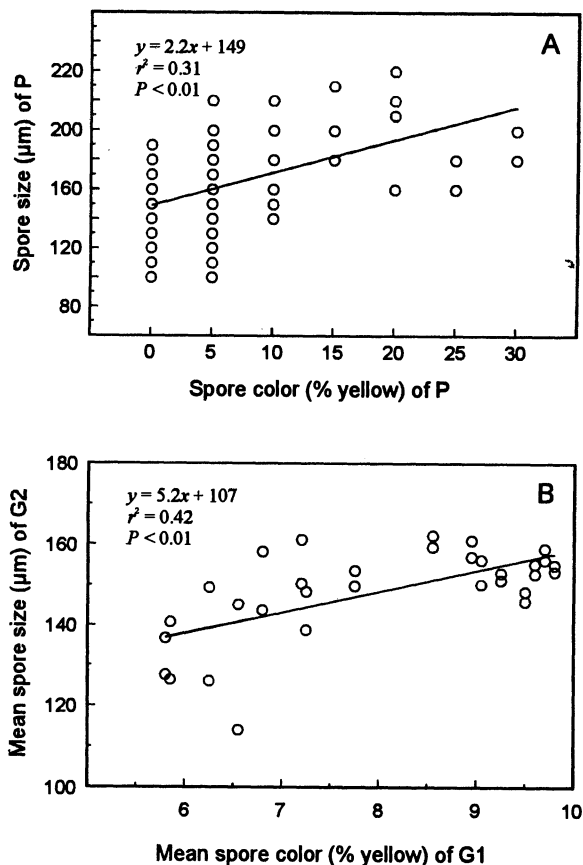 A
y = 2.2x + 149
r² = 0.31
P < 0.01
Spore size (μm) of P
220
200
160
120
80
0 5 10 15 20 25 30
Spore color (% yellow) of P
B
y = 5.2x + 107
r² = 0.42
P < 0.01
Mean spore size (μm) of G2
180
160
140
120
100
6 7 8 9 10
Mean spore color (% yellow) of G1